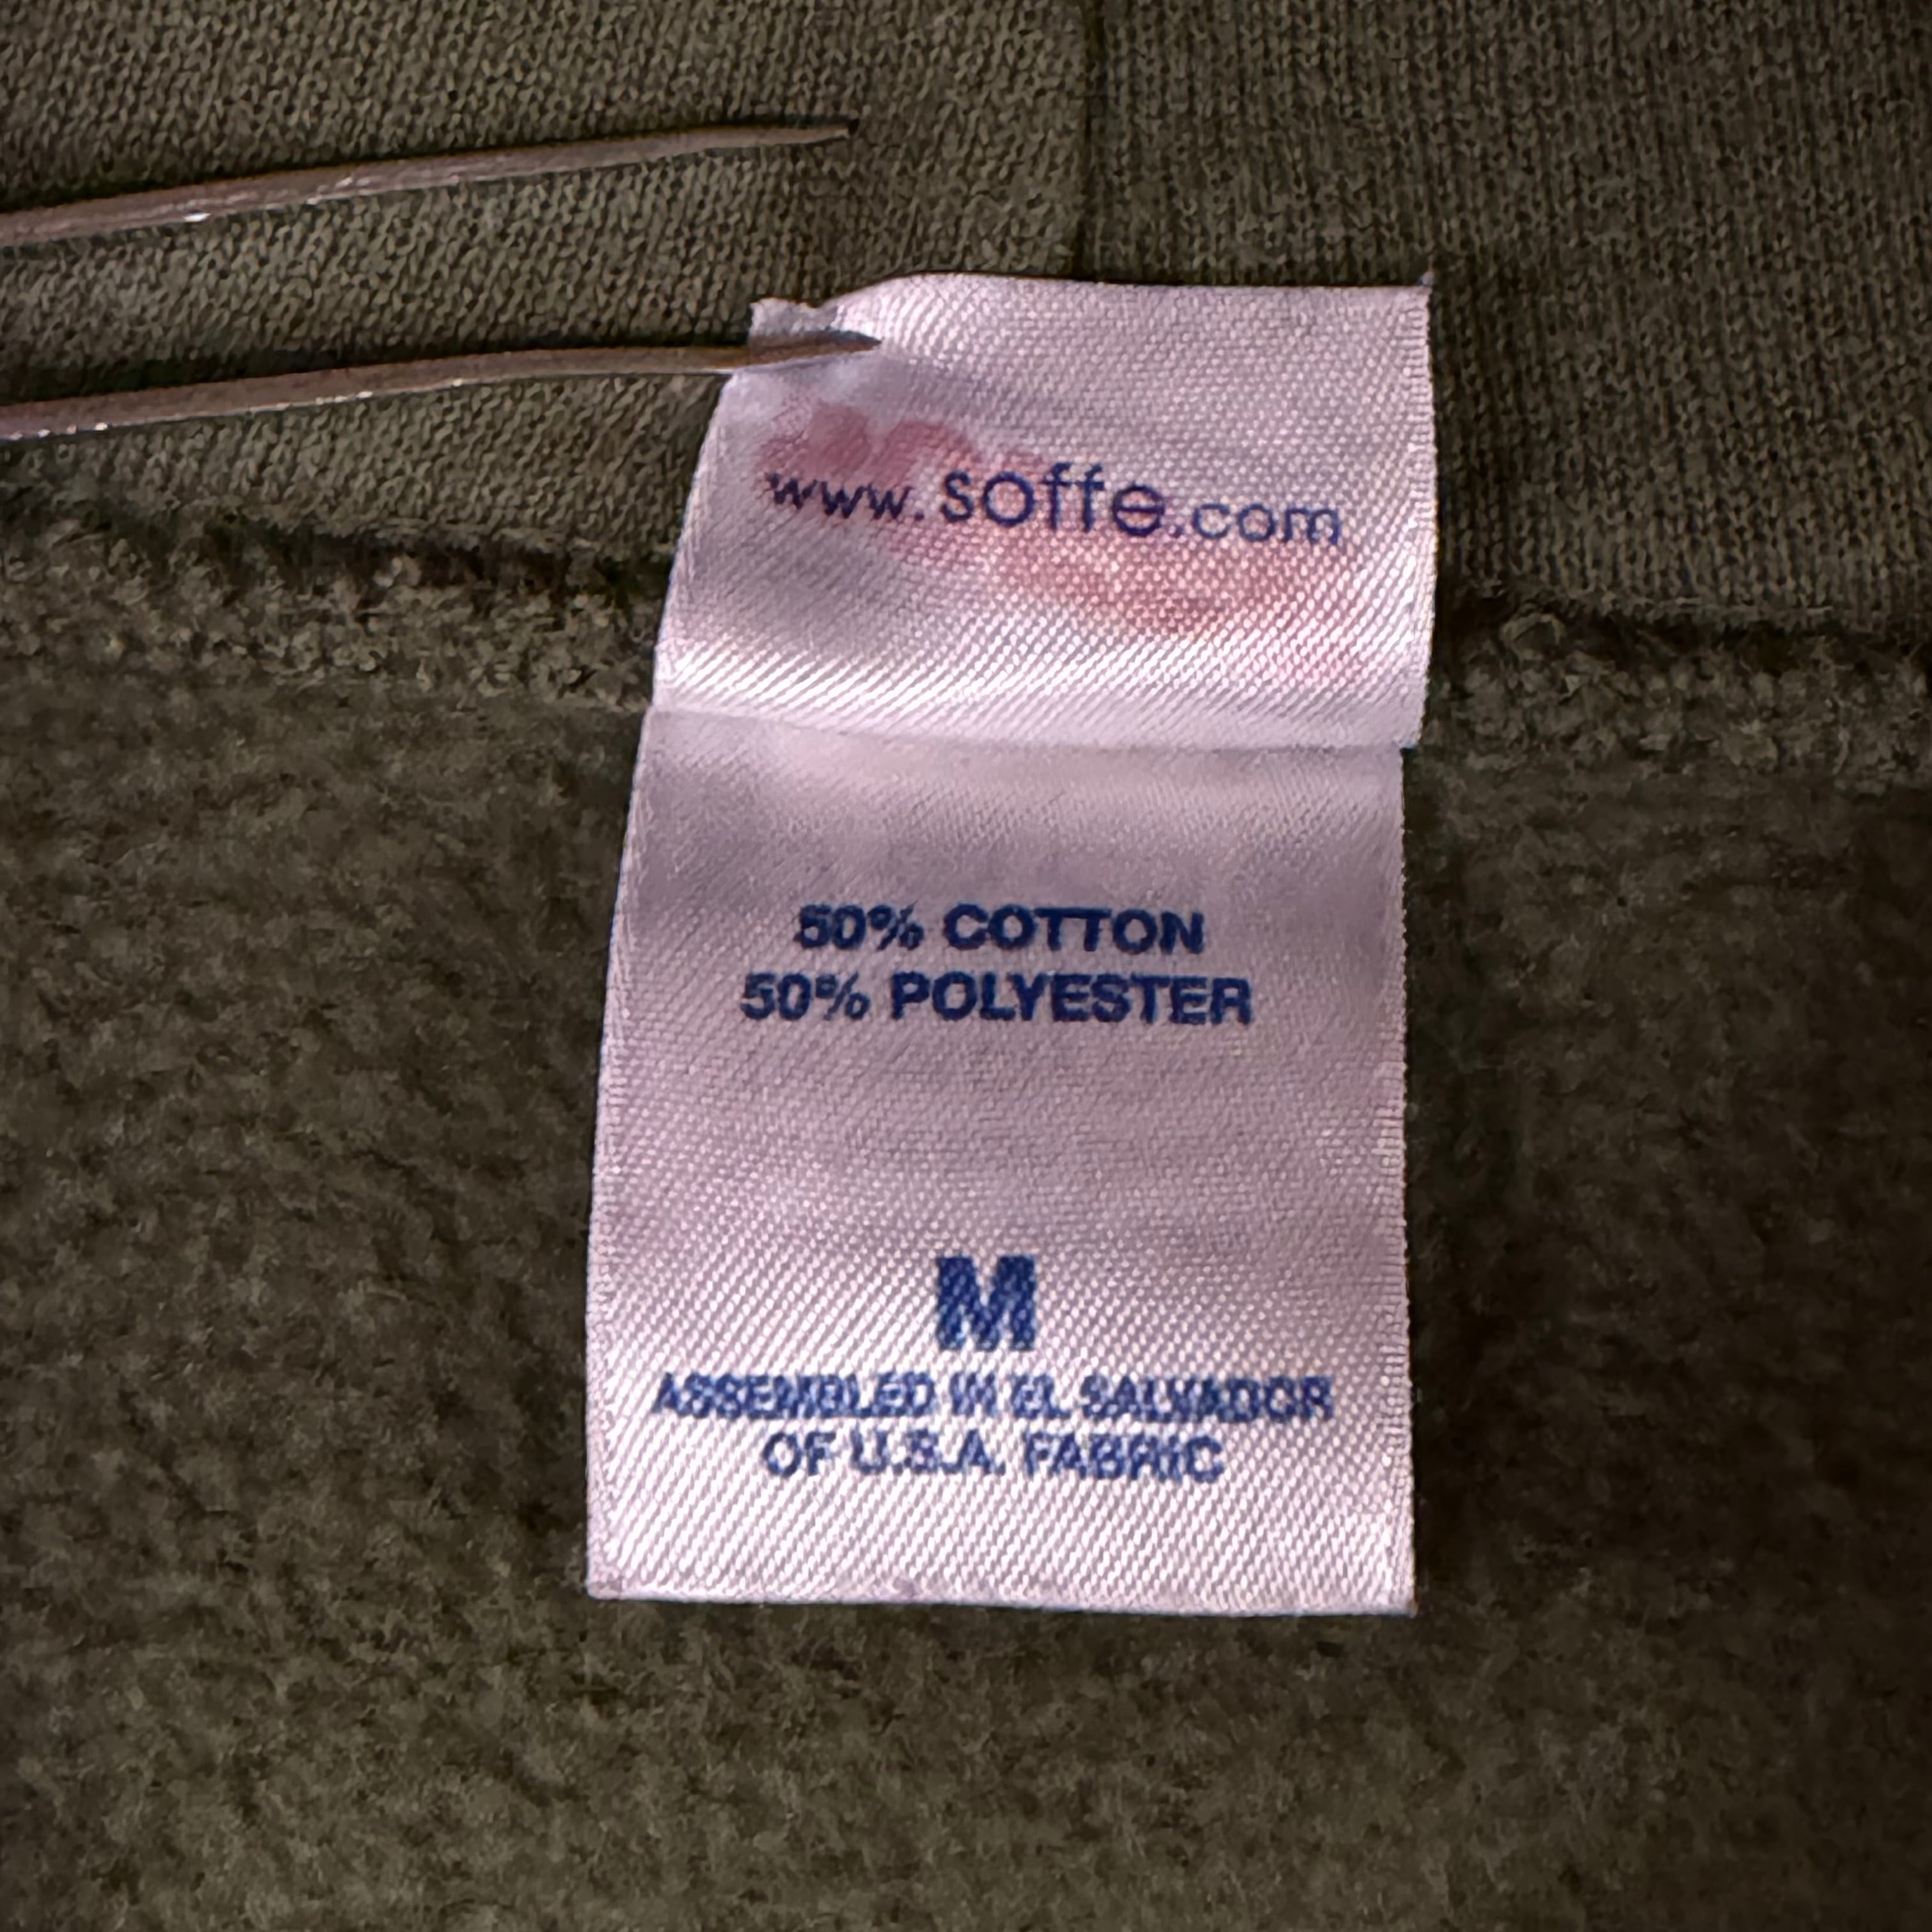 www.soffe.com
50% COTTON
50% POLYESTER
M
ASSEMBLED IN EL SALVADOR
OF U.S.A. FABRIC